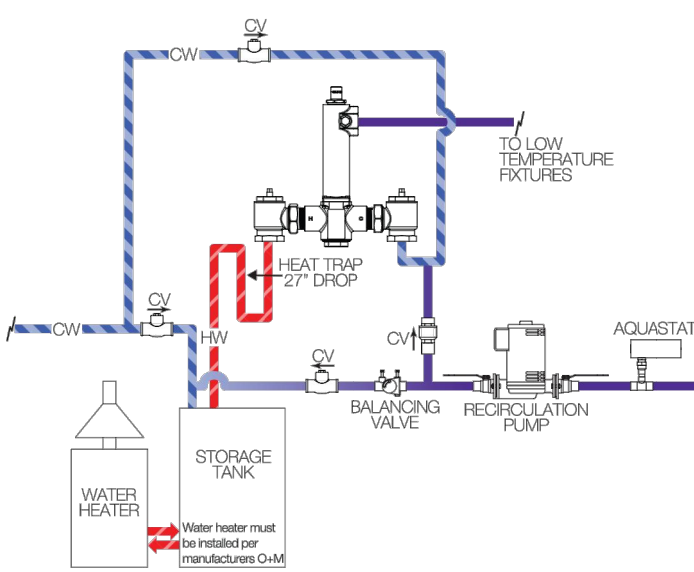 CV
CW
TO LOW
TEMPERATURE
FIXTURES
H
C
HEAT TRAP
27" DROP
CV
CW
HW
CV
AQUASTAT
CV
BALANCING
VALVE
RECIRCULATION
PUMP
STORAGE
TANK
WATER
HEATER
Water heater must
be installed per
manufacturers O+M